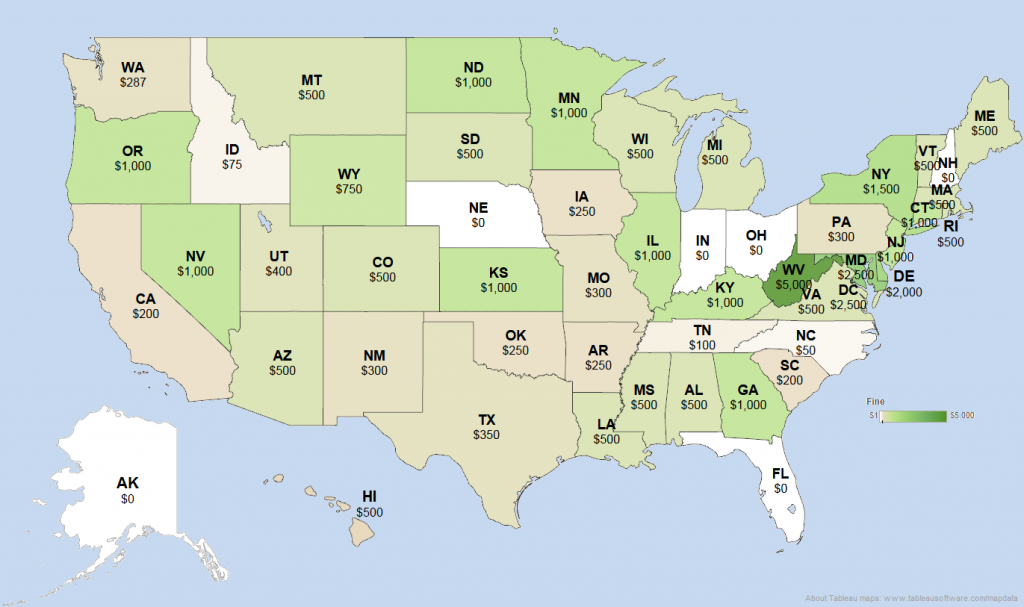 WA
$287
MT
$500
ND
$1,000
MN
$1,000
ME
$500
OR
$1,000
ID
$75
WY
$750
SD
$500
WI
$500
MI
$500
VT
$500
NH
$0
NY
$1,500
MA
$500
CT
$1,000
RI
$500
NE
$0
IA
$250
PA
$300
NJ
$1,000
NV
$1,000
UT
$400
CO
$500
KS
$1,000
IL
$1,000
IN
$0
OH
$0
WV
$5,000
MD
$2,500
DE
$2,000
DC
$2,500
VA
$500
CA
$200
MO
$300
KY
$1,000
AZ
$500
NM
$300
OK
$250
AR
$250
TN
$100
NC
$50
SC
$200
TX
$350
LA
$500
MS
$500
AL
$500
GA
$1,000
Fine
$1
$5 000
AK
$0
HI
$500
FL
$0
About Tableau maps: www.tableausoftware.com/mapdata